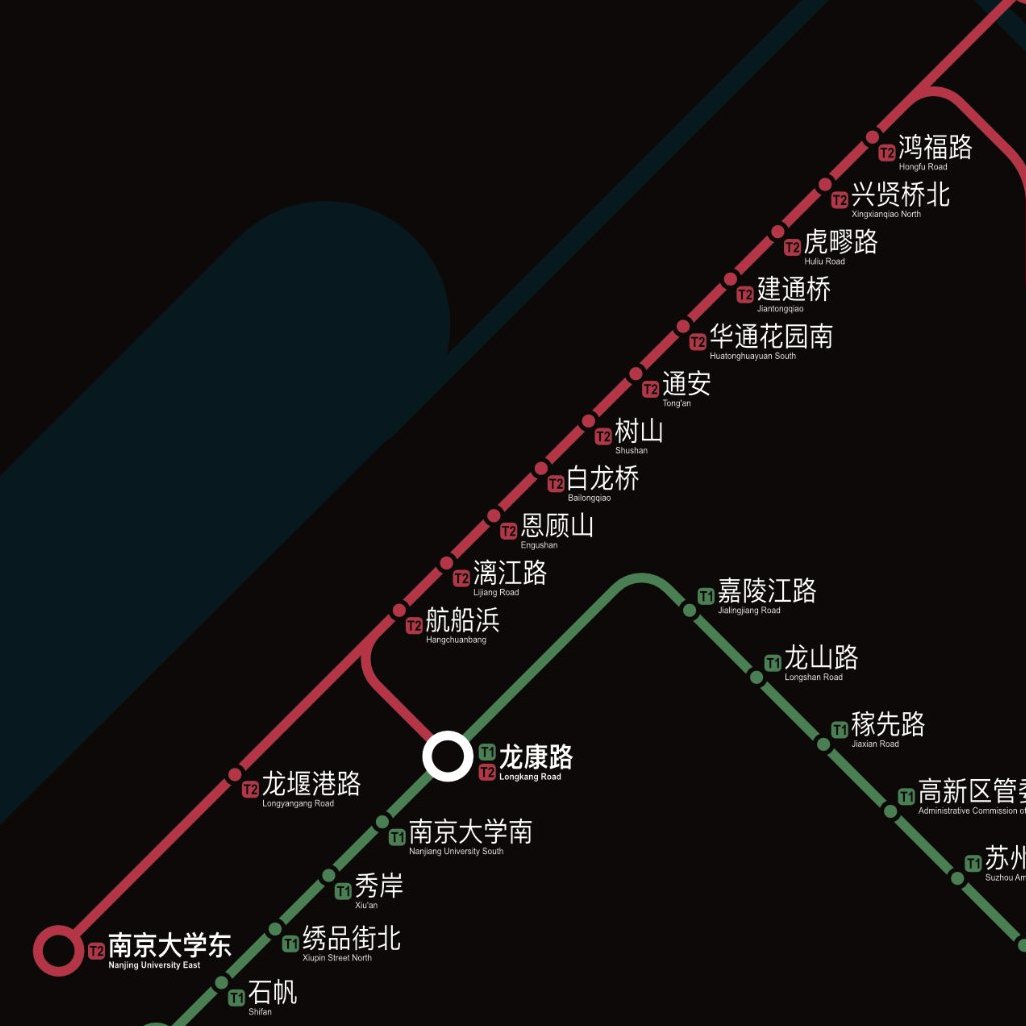 T2 鸿福路
Hongfu Road
T2 兴贤桥北
Xingxianqiao North
T2 虎疁路
Huliu Road
T2 建通桥
Jiantongqiao
T2 华通花园南
Huatonghuayuan South
T2 通安
Tong'an
T2 树山
Shushan
T2 白龙桥
Bailongqiao
T2 恩顾山
Engushan
T2 漓江路
Lijiang Road
T2 航船浜
Hangchuanbang
T1 嘉陵江路
Jialingjiang Road
T1 龙山路
Longshan Road
T1 稼先路
Jiaxian Road
T1 高新区管委
Administrative Commission of
T1 苏州
Suzhou Am
T1
T2 龙康路
Longkang Road
T2 龙堰港路
Longyangang Road
T1 南京大学南
Nanjiang University South
T1 秀岸
Xiu'an
T1 绣品街北
Xiupin Street North
T2 南京大学东
Nanjing University East
T1 石帆
Shifan